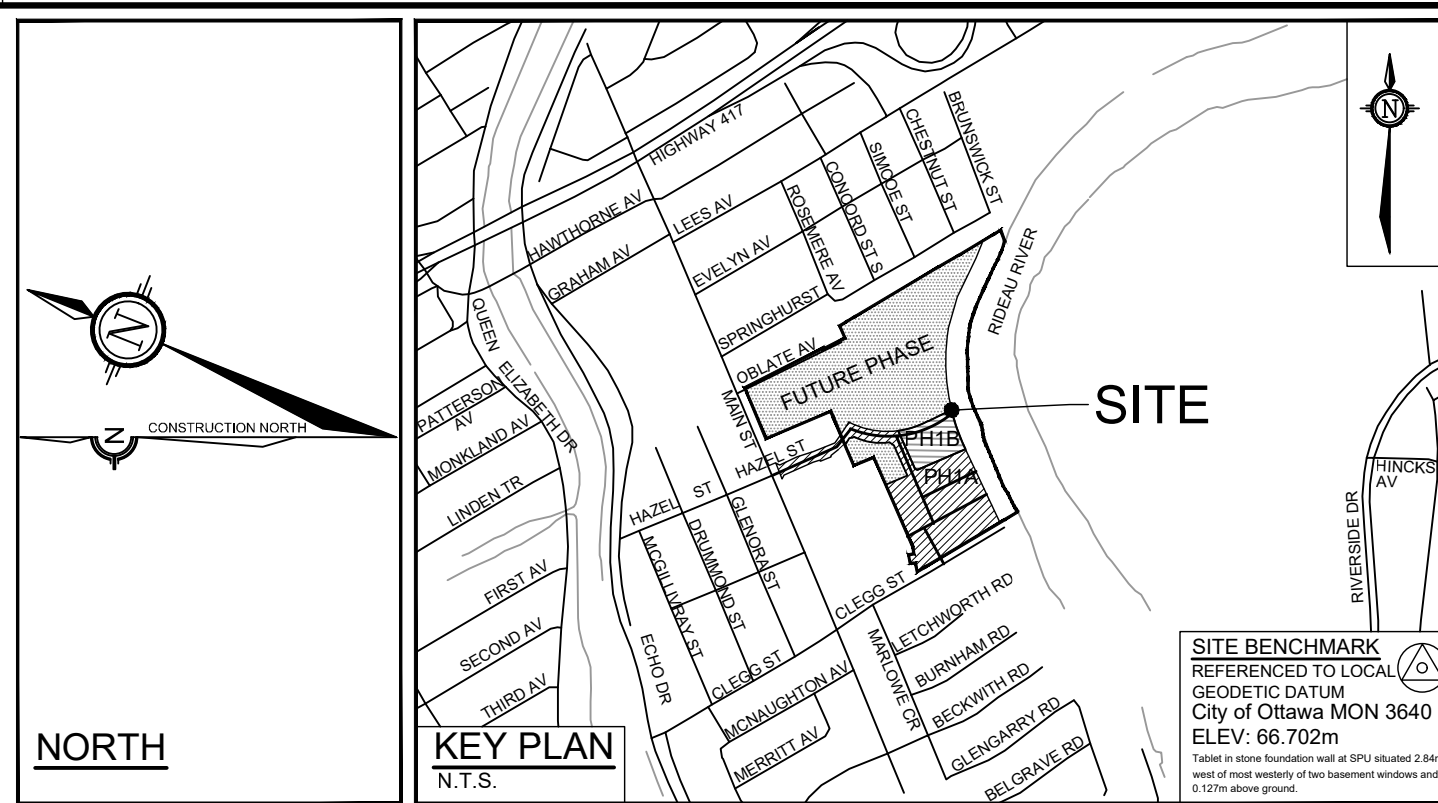 N
CONSTRUCTION NORTH
N
NORTH
HIGHWAY 417
HAWTHORNE AV
GRAHAM AV
LEES AV
EVELYN AV
SPRINGHURST
OBLATE AV
ROSEMERE AV
CONCORD ST S
SIMCOE ST
CHESTNUT ST
BRUNSWICK ST
QUEEN ELIZABETH DR
RIDEAU RIVER
FUTURE PHASE
SITE
PH1B
PH1A
MAIN ST
HAZEL ST
HAZEL ST
PATTERSON
AV
MONKLAND AV
LINDEN TR
FIRST AV
SECOND AV
THIRD AV
ECHO DR
MCGILLIVRAY ST
DRUMMOND ST
GLENORA ST
CLEGG ST
CLEGG ST
MCNAUGHTON AV
MERRITT AV
MARLOWE CR
LETCHWORTH RD
BURNHAM RD
BECKWITH RD
GLENGARRY RD
BELGRAVE RD
KEY PLAN
N.T.S.
N
HINCKS
AV
RIVERSIDE DR
SITE BENCHMARK
REFERENCED TO LOCAL
GEODETIC DATUM
City of Ottawa MON 3640
ELEV: 66.702m
Tablet in stone foundation wall at SPU situated 2.84m
west of most westerly of two basement windows and
0.127m above ground.